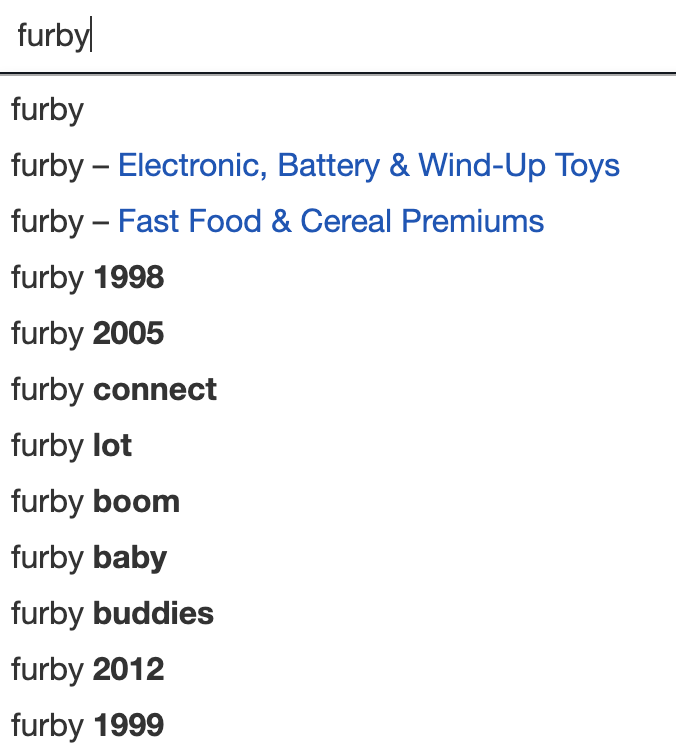 furby
furby
furby – Electronic, Battery & Wind-Up Toys
furby – Fast Food & Cereal Premiums
furby 1998
furby 2005
furby connect
furby lot
furby boom
furby baby
furby buddies
furby 2012
furby 1999